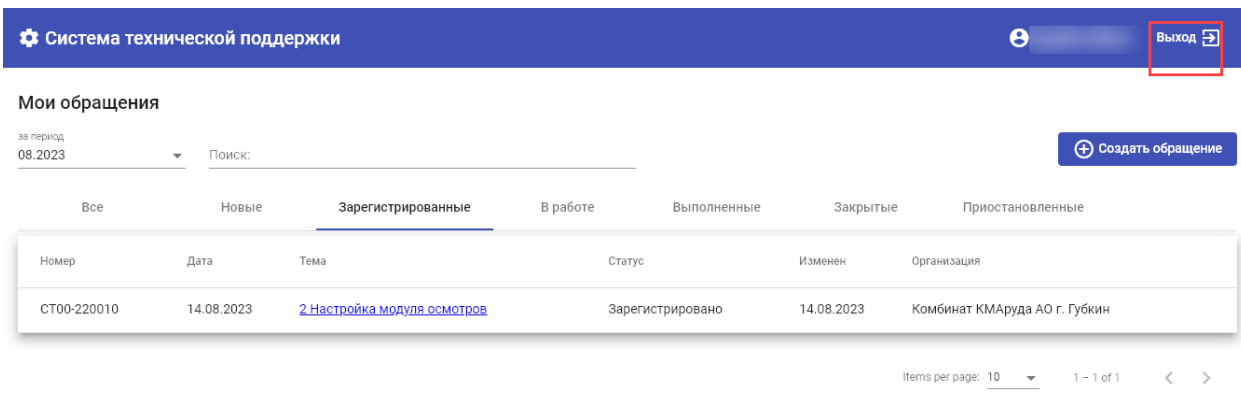 Система технической поддержки
Выход
Мои обращения
за период
08.2023
Поиск:
Создать обращение
Все Новые Зарегистрированные В работе Выполненные Закрытые Приостановленные
Номер Дата Тема Статус Изменен Организация
СТ00-220010 14.08.2023 2 Настройка модуля осмотров Зарегистрировано 14.08.2023 Комбинат КМАруда АО г. Губкин
Items per page: 10 1 – 1 of 1